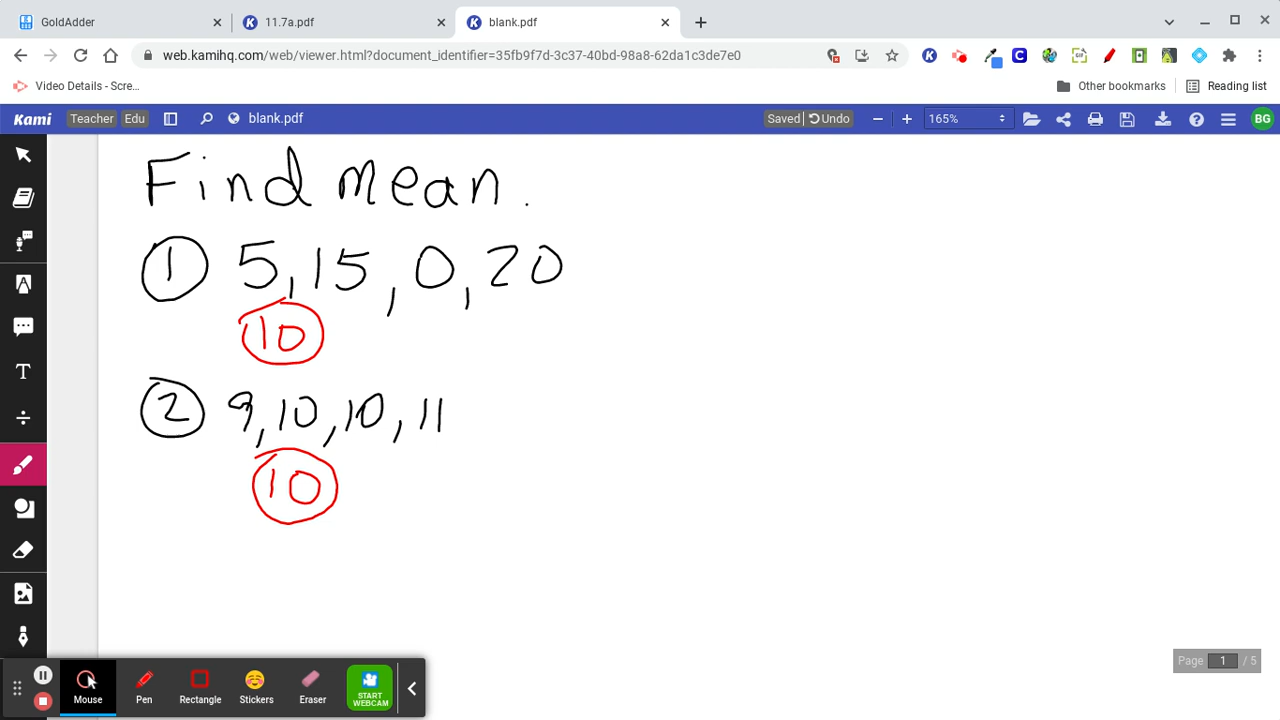 GoldAdder
11.7a.pdf
blank.pdf
web.kamihq.com/web/viewer.html?document_identifier=35fb9f7d-3c37-40bd-98a8-62da1c3de7e0
Video Details - Scre...
Other bookmarks
Reading list
Kami
Teacher
Edu
blank.pdf
Saved
Undo
165%
BG
Find mean.
1 5, 15, 0, 20
10
2 9, 10, 10, 11
10
Page 1 / 5
Mouse
Pen
Rectangle
Stickers
START
WEBCAM
Eraser